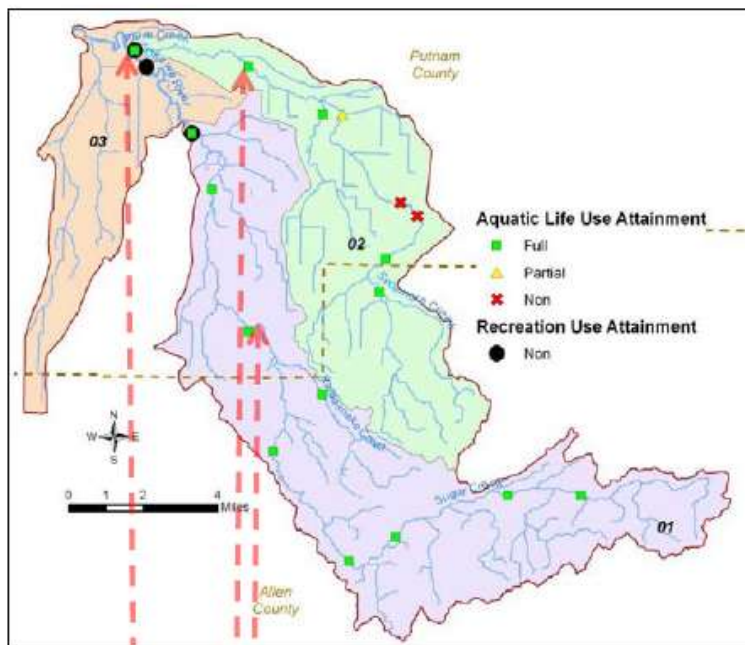 Putnam
County
03
02
Aquatic Life Use Attainment
Full
Partial
Non
Recreation Use Attainment
Non
N
W E
S
0 1 2 4
Miles
Sugar Creek
01
Allen
County